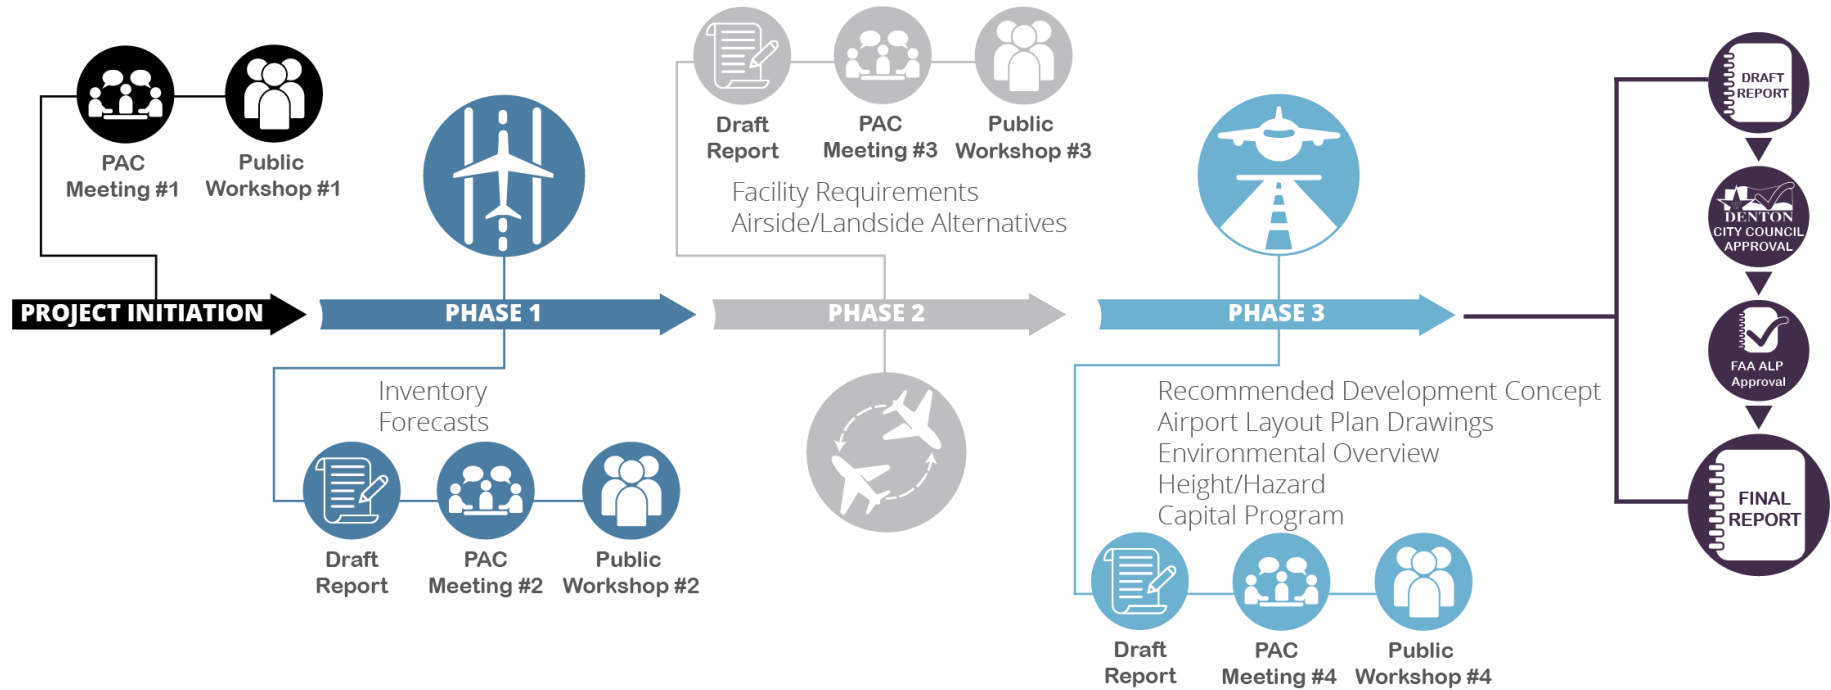 PAC
Meeting #1
Public
Workshop #1
PROJECT INITIATION
PHASE 1
Inventory
Forecasts
Draft
Report
PAC
Meeting #2
Public
Workshop #2
Draft
Report
PAC
Meeting #3
Public
Workshop #3
Facility Requirements
Airside/Landside Alternatives
PHASE 2
PHASE 3
Recommended Development Concept
Airport Layout Plan Drawings
Environmental Overview
Height/Hazard
Capital Program
Draft
Report
PAC
Meeting #4
Public
Workshop #4
DRAFT
REPORT
DENTON
CITY COUNCIL
APPROVAL
FAA ALP
Approval
FINAL
REPORT